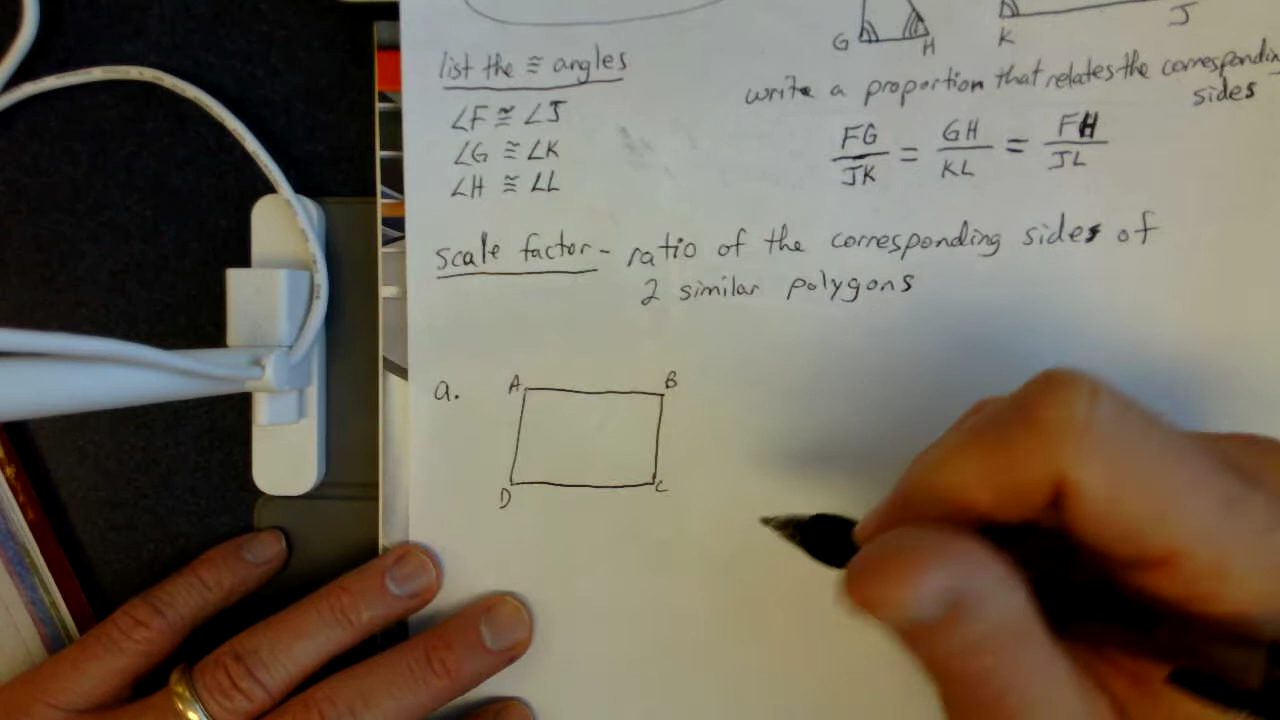 G H K J
list the ≅ angles
write a proportion that relates the correspondin
sides
∠F ≅ ∠J
∠G ≅ ∠K
∠H ≅ ∠L
FG/JK = GH/KL = FH/JL
scale factor - ratio of the corresponding sides of
2 similar polygons
a.
A B
D C